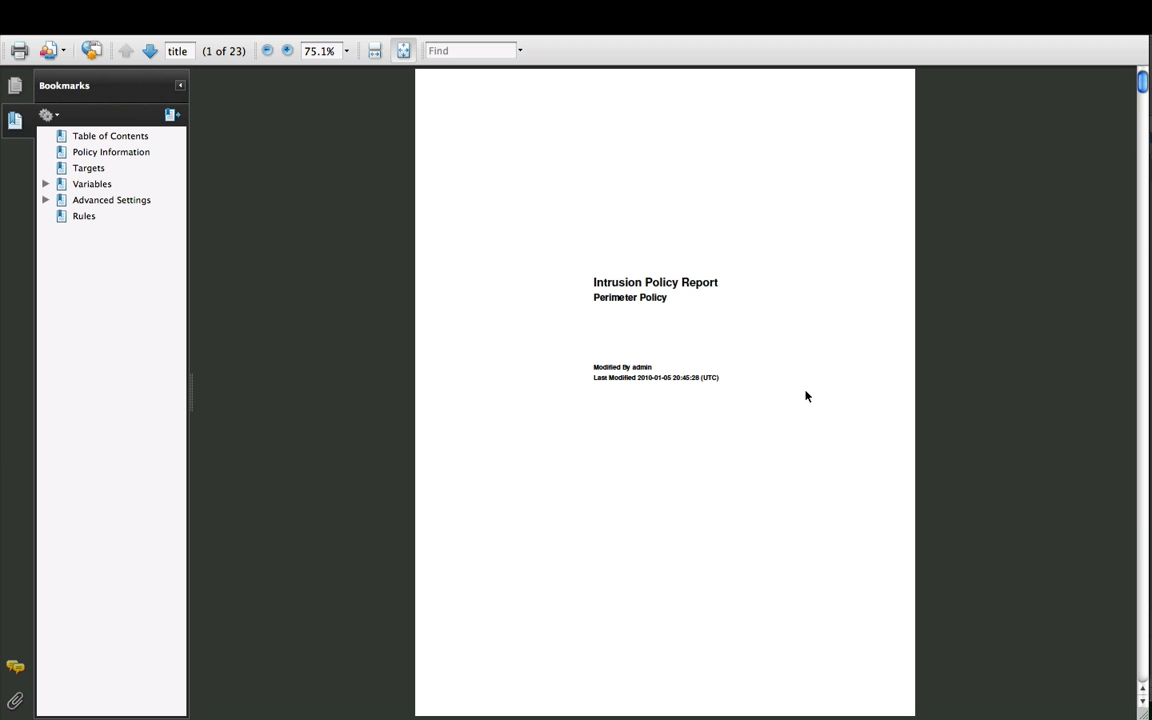 title (1 of 23) 75.1% Find
Bookmarks
Table of Contents
Policy Information
Targets
Variables
Advanced Settings
Rules
Intrusion Policy Report
Perimeter Policy
Modified By admin
Last Modified 2010-01-05 20:45:28 (UTC)